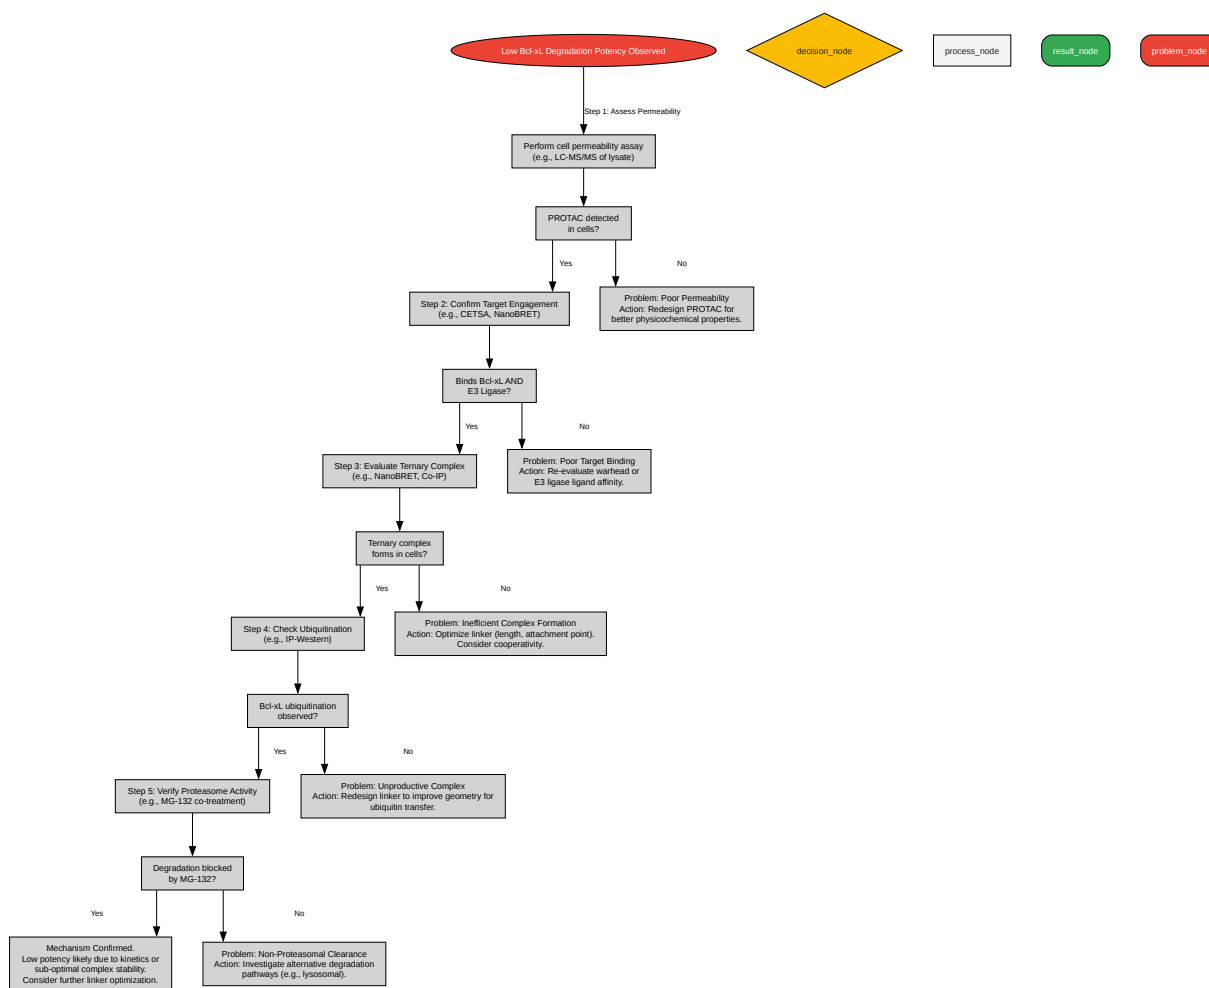 Low Bcl-xL Degradation Potency Observed
decision_node
process_node
result_node
problem_node
Step 1: Assess Permeability
Perform cell permeability assay
(e.g., LC-MS/MS of lysate)
PROTAC detected
in cells?
Yes
No
Step 2: Confirm Target Engagement
(e.g., CETSA, NanoBRET)
Problem: Poor Permeability
Action: Redesign PROTAC for
better physicochemical properties.
Binds Bcl-xL AND
E3 Ligase?
Yes
No
Step 3: Evaluate Ternary Complex
(e.g., NanoBRET, Co-IP)
Problem: Poor Target Binding
Action: Re-evaluate warhead or
E3 ligase ligand affinity.
Ternary complex
forms in cells?
Yes
No
Step 4: Check Ubiquitination
(e.g., IP-Western)
Problem: Inefficient Complex Formation
Action: Optimize linker (length, attachment point).
Consider cooperativity.
Bcl-xL ubiquitination
observed?
Yes
No
Step 5: Verify Proteasome Activity
(e.g., MG-132 co-treatment)
Problem: Unproductive Complex
Action: Redesign linker to improve geometry for
ubiquitin transfer.
Degradation blocked
by MG-132?
Yes
No
Mechanism Confirmed.
Low potency likely due to kinetics or
sub-optimal complex stability.
Consider further linker optimization.
Problem: Non-Proteasomal Clearance
Action: Investigate alternative degradation
pathways (e.g., lysosomal).